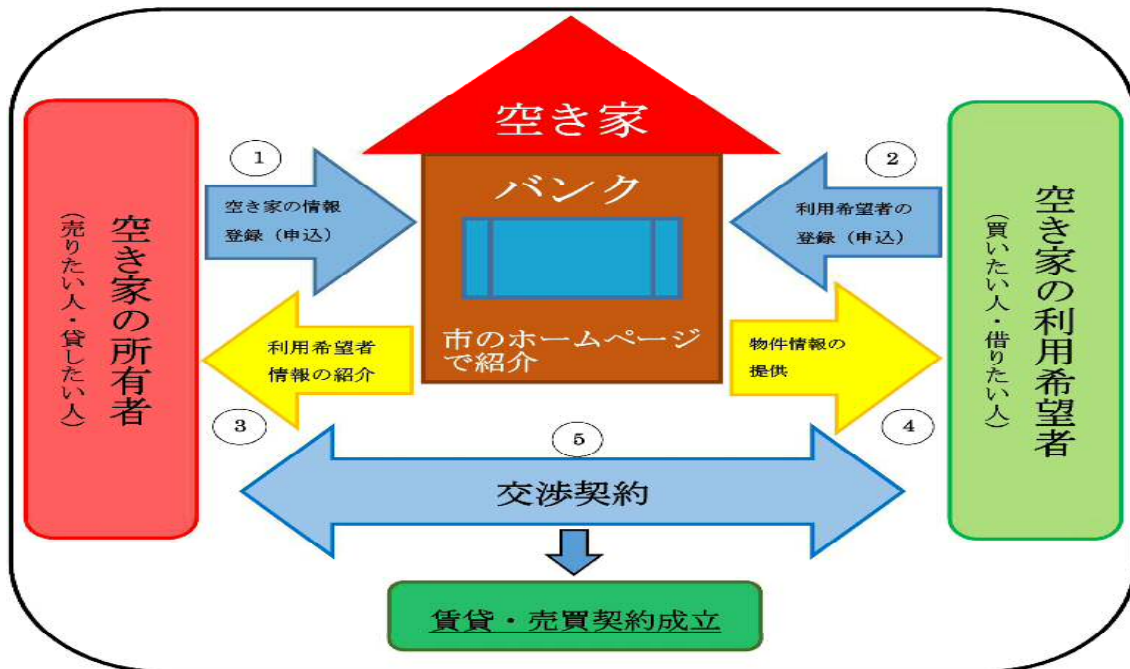 空き家
バンク
市のホームページ
で紹介
空き家の所有者
（売りたい人・貸したい人）
①
空き家の情報
登録（申込）
②
利用希望者の
登録（申込）
空き家の利用希望者
（買いたい人・借りたい人）
利用希望者
情報の紹介
③
物件情報の
提供
④
⑤
交渉契約
賃貸・売買契約成立